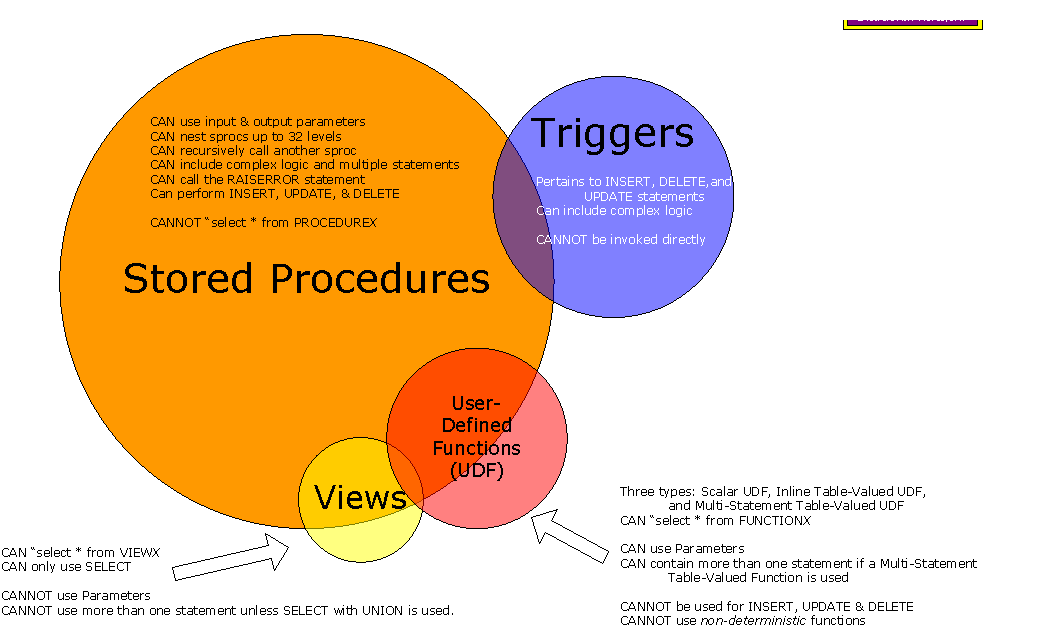 CAN use input & output parameters
CAN nest sprocs up to 32 levels
CAN recursively call another sproc
CAN include complex logic and multiple statements
CAN call the RAISERROR statement
Can perform INSERT, UPDATE, & DELETE
CANNOT “select * from PROCEDUREX
Stored Procedures
Triggers
Pertains to INSERT, DELETE,and
UPDATE statements
Can include complex logic
CANNOT be invoked directly
User-
Defined
Functions
(UDF)
Views
Three types: Scalar UDF, Inline Table-Valued UDF,
and Multi-Statement Table-Valued UDF
CAN “select * from FUNCTIONX
CAN use Parameters
CAN contain more than one statement if a Multi-Statement
Table-Valued Function is used
CANNOT be used for INSERT, UPDATE & DELETE
CANNOT use non-deterministic functions
CAN “select * from VIEWX
CAN only use SELECT
CANNOT use Parameters
CANNOT use more than one statement unless SELECT with UNION is used.